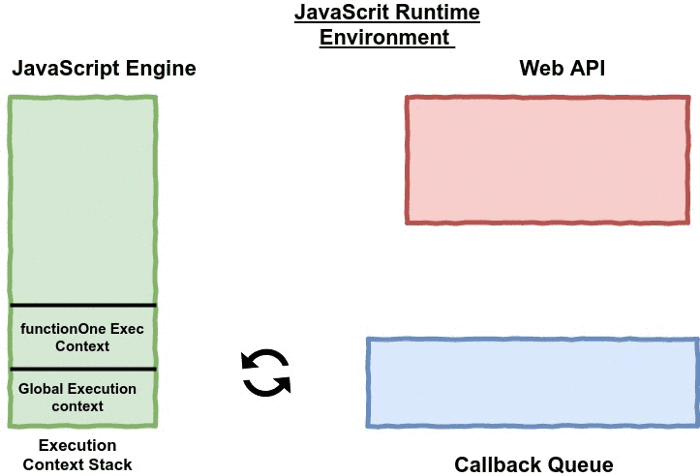 JavaScrit Runtime
Environment
JavaScript Engine
Web API
functionOne Exec
Context
Global Execution
context
Execution
Context Stack
Callback Queue